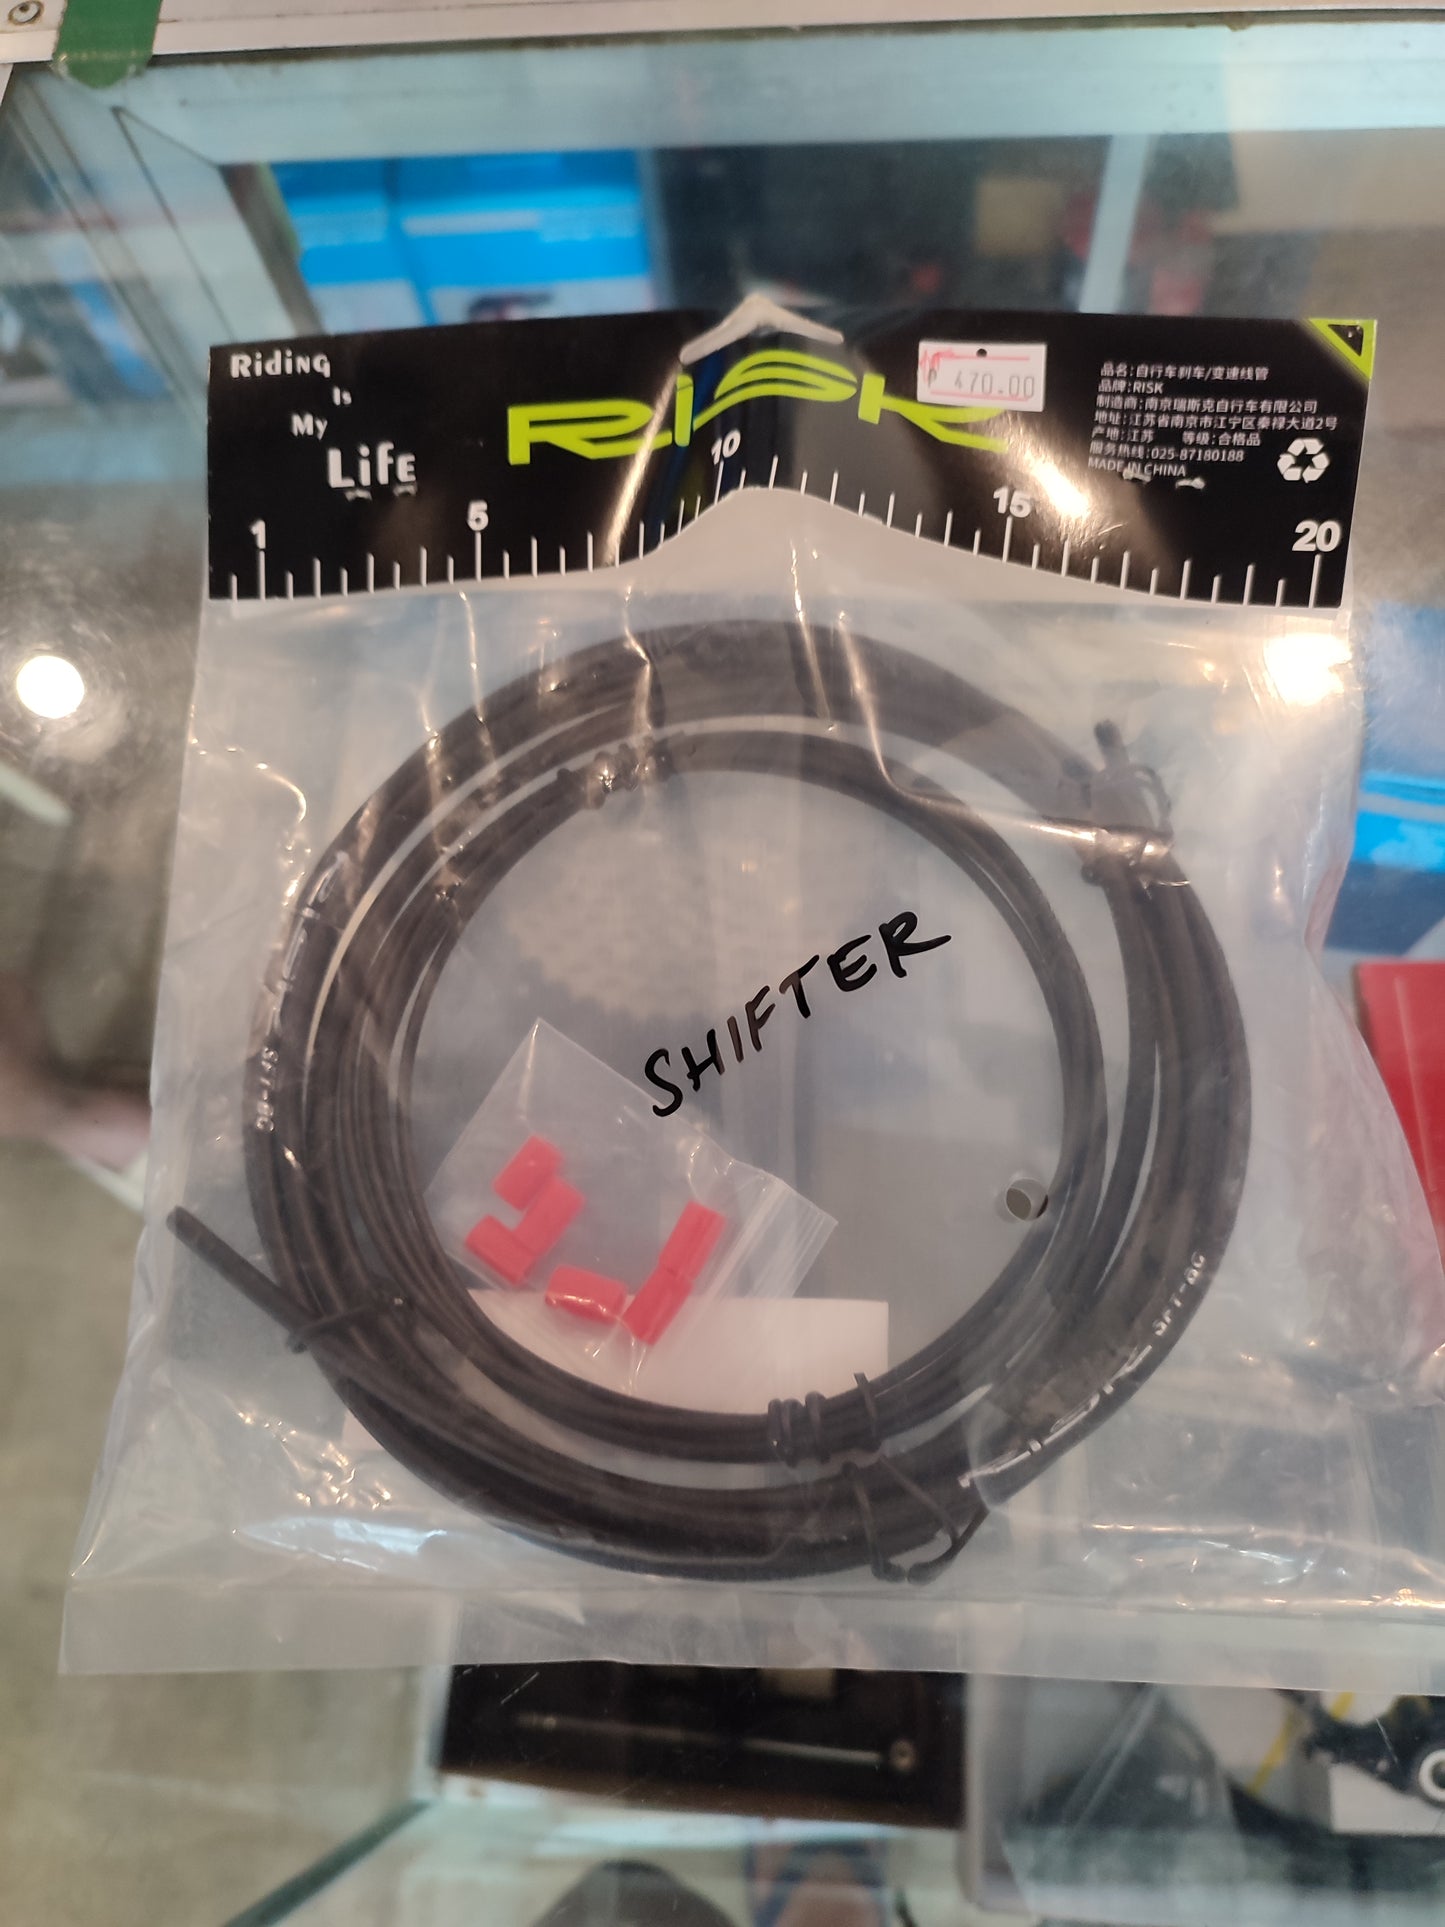 Riding
Is
My
Life
RISK
₱ 470.00
品名:自行车刹车/变速线管
品牌:RISK
制造商:南京瑞斯克自行车有限公司
地址:江苏省南京市江宁区秦禄大道2号
产地:江苏 等级:合格品
服务热线:025-87180188
MADE IN CHINA
1 5 10 15 20
SHIFTER
SFT-8G
RISK SFT-8G